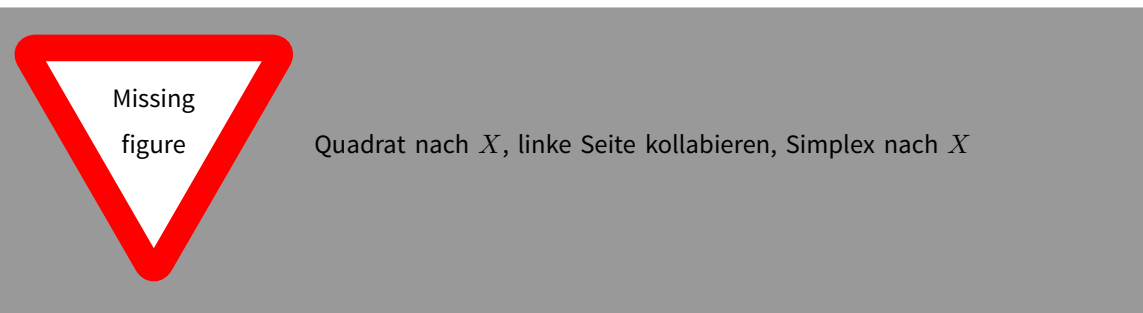 Missing
figure
Quadrat nach X, linke Seite kollabieren, Simplex nach X